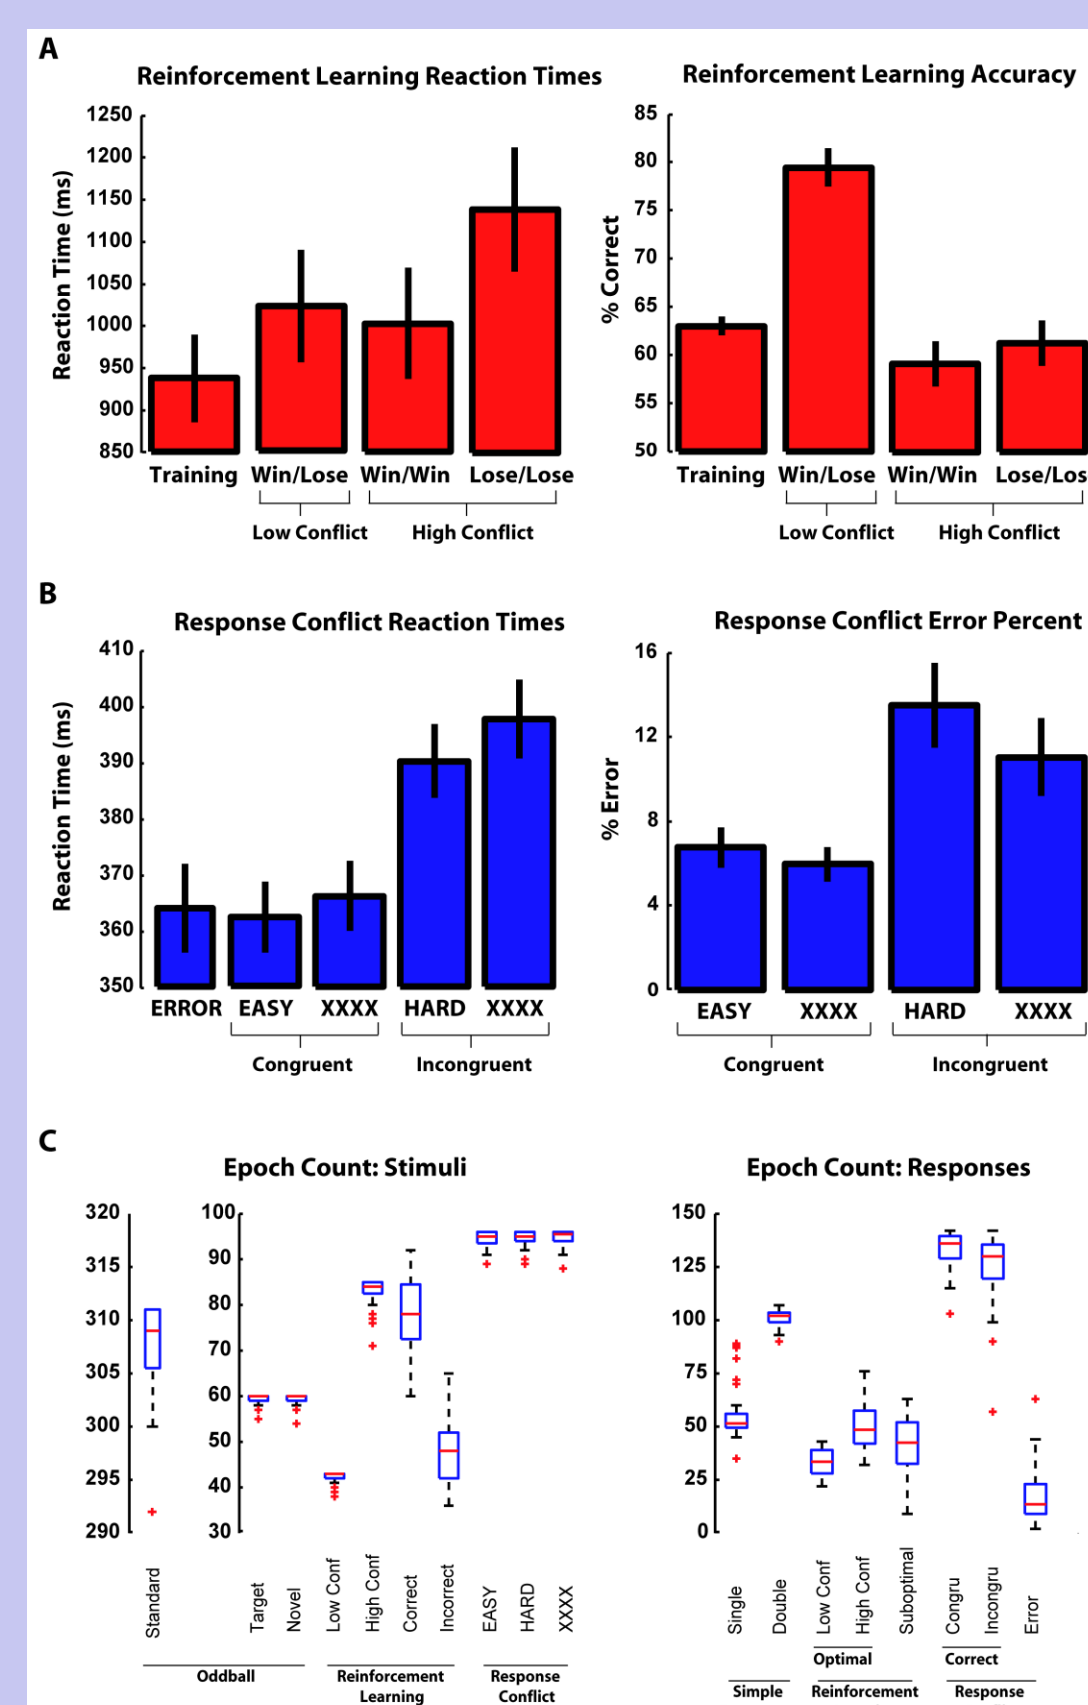 A
Reinforcement Learning Reaction Times
Reinforcement Learning Accuracy
Reaction Time (ms)
1250
1200
1150
1100
1050
1000
950
900
850
Training Win/Lose Win/Win Lose/Lose
Low Conflict High Conflict
% Correct
85
80
75
70
65
60
55
50
Training Win/Lose Win/Win Lose/Los
Low Conflict High Conflict
B
Response Conflict Reaction Times
Response Conflict Error Percent
Reaction Time (ms)
410
400
390
380
370
360
350
ERROR EASY XXXX HARD XXXX
Congruent Incongruent
% Error
16
12
8
4
0
EASY XXXX HARD XXXX
Congruent Incongruent
C
Epoch Count: Stimuli
Epoch Count: Responses
320
315
310
305
300
295
290
100
90
80
70
60
50
40
30
Standard Target Novel Low Conf High Conf Correct Incorrect EASY HARD XXXX
Oddball Reinforcement Response
Learning Conflict
150
125
100
75
50
25
0
Single Double Low Conf High Conf Suboptimal Congru Incongru Error
Optimal Correct
Simple Reinforcement Response